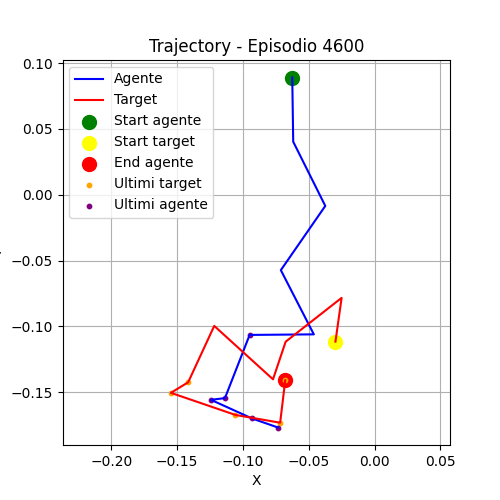 Trajectory - Episodio 4600
Agente
Target
Start agente
Start target
End agente
Ultimi target
Ultimi agente
0.10
0.05
0.00
−0.05
−0.10
−0.15
−0.20
−0.15
−0.10
−0.05
0.00
0.05
X